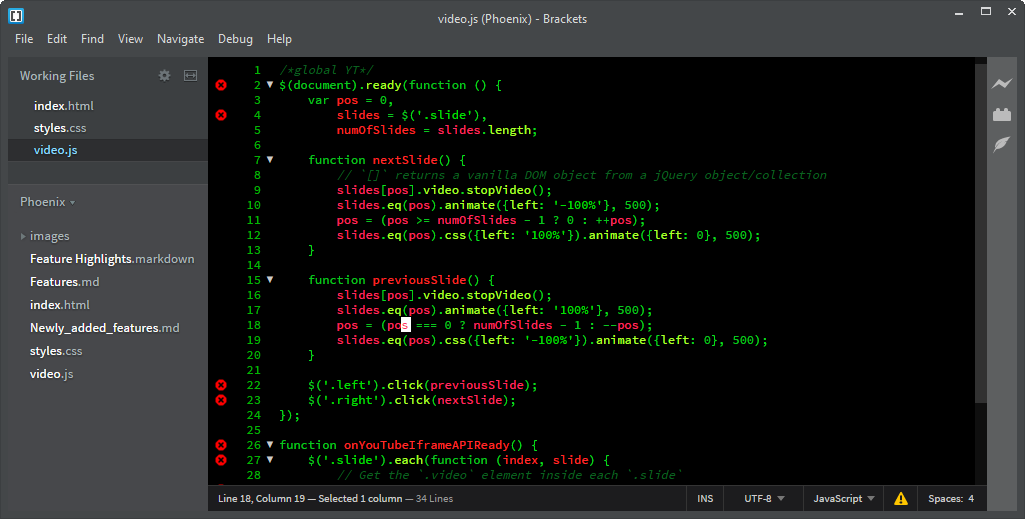 video.js (Phoenix) - Brackets
File Edit Find View Navigate Debug Help
Working Files
index.html
styles.css
video.js
Phoenix
images
Feature Highlights.markdown
Features.md
index.html
Newly_added_features.md
styles.css
video.js
1 /*global YT*/
2 $(document).ready(function () {
3     var pos = 0,
4         slides = $('.slide'),
5         numOfSlides = slides.length;
6
7     function nextSlide() {
8         // `[]` returns a vanilla DOM object from a jQuery object/collection
9         slides[pos].video.stopVideo();
10         slides.eq(pos).animate({left: '-100%'}, 500);
11         pos = (pos >= numOfSlides - 1 ? 0 : ++pos);
12         slides.eq(pos).css({left: '100%'}).animate({left: 0}, 500);
13     }
14
15     function previousSlide() {
16         slides[pos].video.stopVideo();
17         slides.eq(pos).animate({left: '100%'}, 500);
18         pos = (pos === 0 ? numOfSlides - 1 : --pos);
19         slides.eq(pos).css({left: '-100%'}).animate({left: 0}, 500);
20     }
21
22     $('.left').click(previousSlide);
23     $('.right').click(nextSlide);
24 });
25
26 function onYouTubeIframeAPIReady() {
27     $('.slide').each(function (index, slide) {
28         // Get the `.video` element inside each `.slide`
Line 18, Column 19 — Selected 1 column — 34 Lines INS UTF-8 JavaScript Spaces: 4